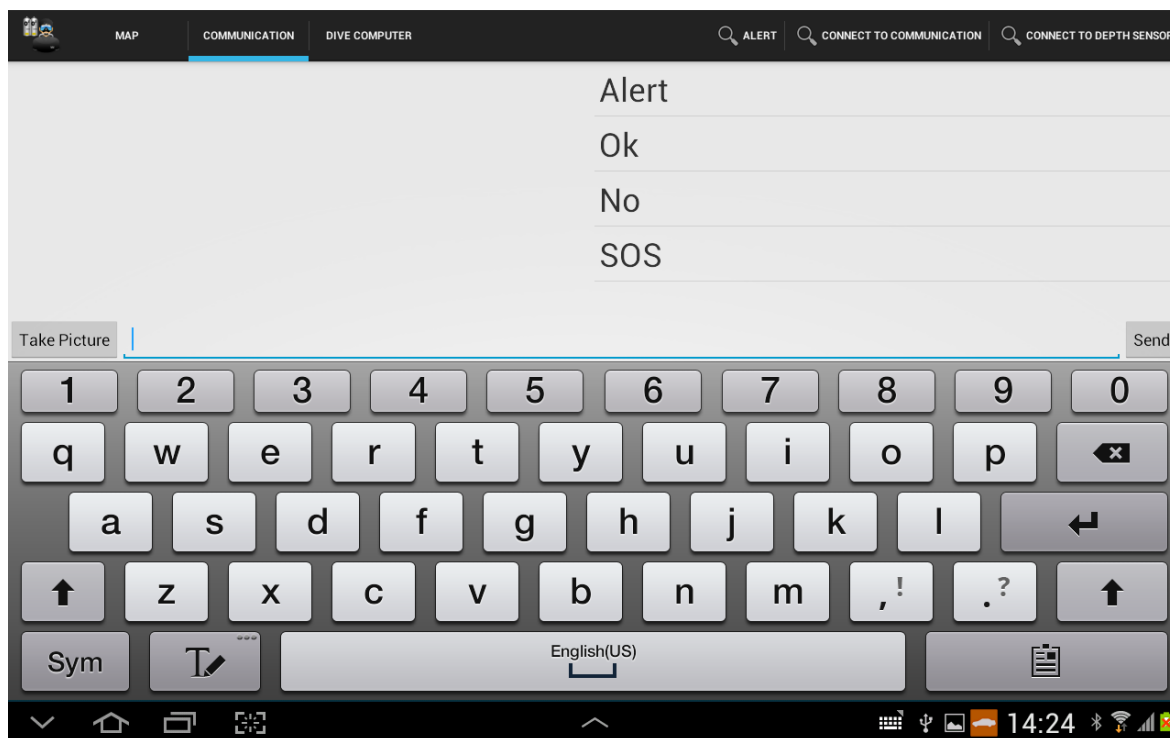 MAP COMMUNICATION DIVE COMPUTER ALERT CONNECT TO COMMUNICATION CONNECT TO DEPTH SENSOR
Alert
Ok
No
SOS
Take Picture Send
1 2 3 4 5 6 7 8 9 0
q w e r t y u i o p
a s d f g h j k l
z x c v b n m , ! . ?
Sym T English(US)
14:24